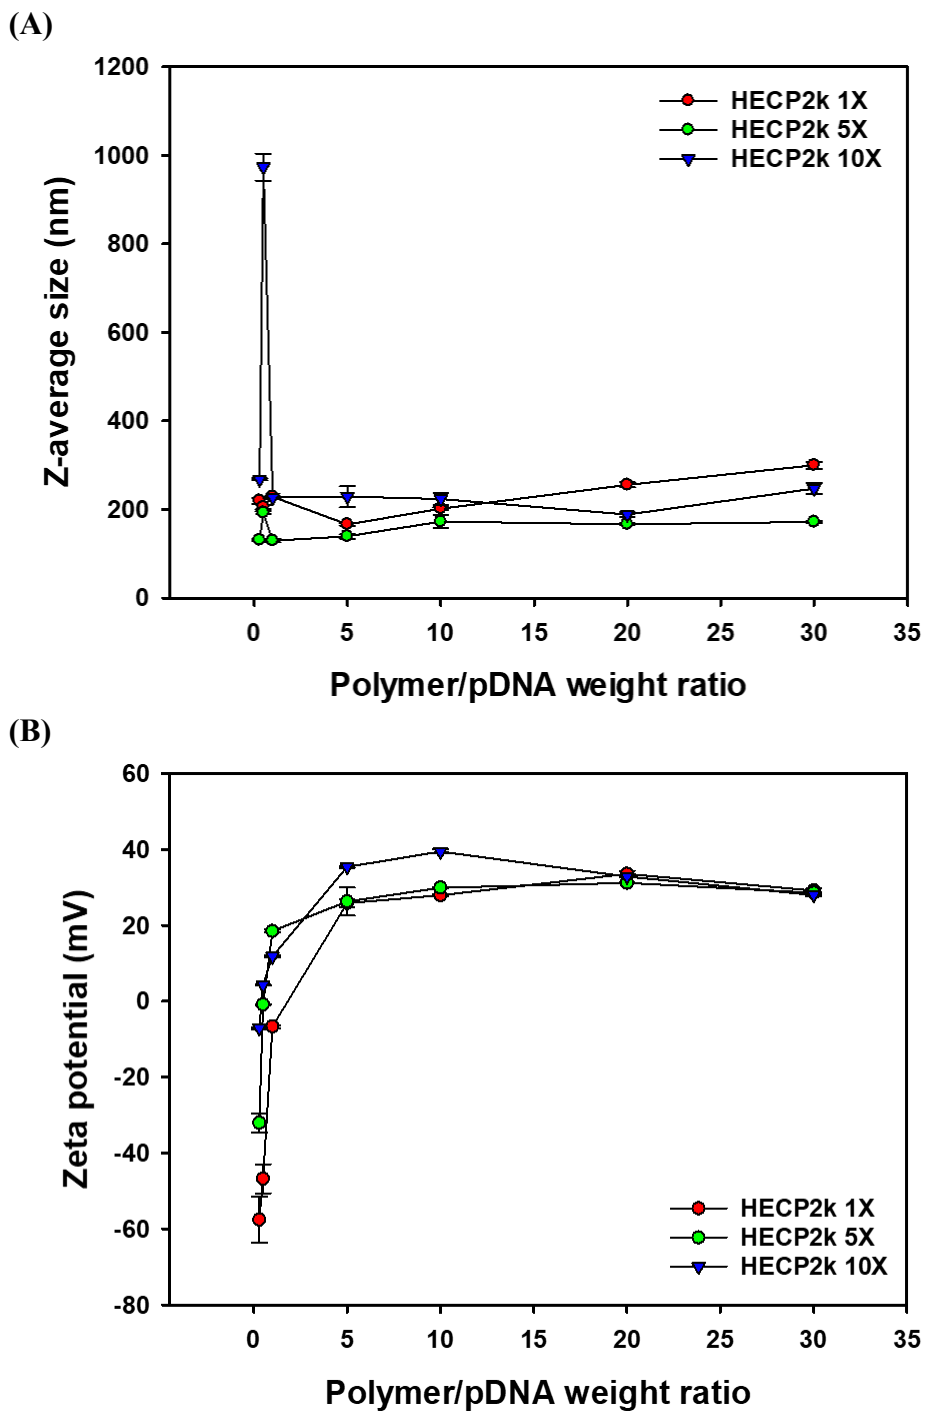 (A)
1200
1000
800
600
400
200
0
Z-average size (nm)
HECP2k 1X
HECP2k 5X
HECP2k 10X
0 5 10 15 20 25 30 35
Polymer/pDNA weight ratio
(B)
60
40
20
0
-20
-40
-60
-80
Zeta potential (mV)
HECP2k 1X
HECP2k 5X
HECP2k 10X
0 5 10 15 20 25 30 35
Polymer/pDNA weight ratio